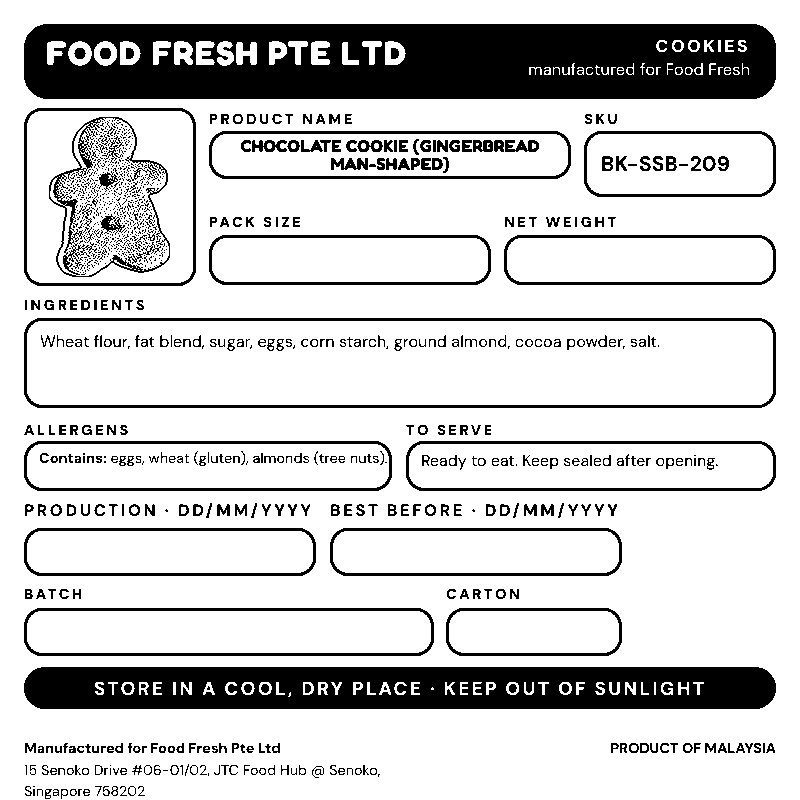 FOOD FRESH PTE LTD
COOKIES
manufactured for Food Fresh
PRODUCT NAME
CHOCOLATE COOKIE (GINGERBREAD
MAN-SHAPED)
SKU
BK-SSB-209
PACK SIZE
NET WEIGHT
INGREDIENTS
Wheat flour, fat blend, sugar, eggs, corn starch, ground almond, cocoa powder, salt.
ALLERGENS
Contains: eggs, wheat (gluten), almonds (tree nuts).
TO SERVE
Ready to eat. Keep sealed after opening.
PRODUCTION · DD/MM/YYYY
BEST BEFORE · DD/MM/YYYY
BATCH
CARTON
STORE IN A COOL, DRY PLACE · KEEP OUT OF SUNLIGHT
Manufactured for Food Fresh Pte Ltd
15 Senoko Drive #06-01/02, JTC Food Hub @ Senoko,
Singapore 758202
PRODUCT OF MALAYSIA